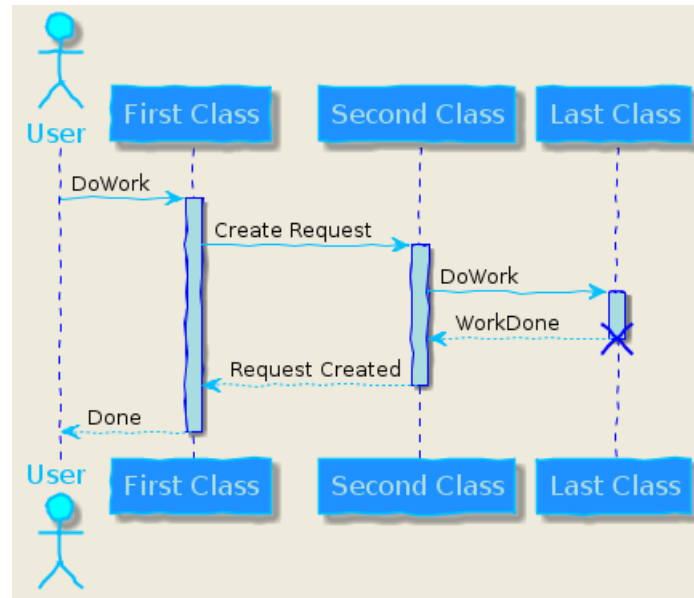 User
First Class
Second Class
Last Class
DoWork
Create Request
DoWork
WorkDone
Request Created
Done
User
First Class
Second Class
Last Class